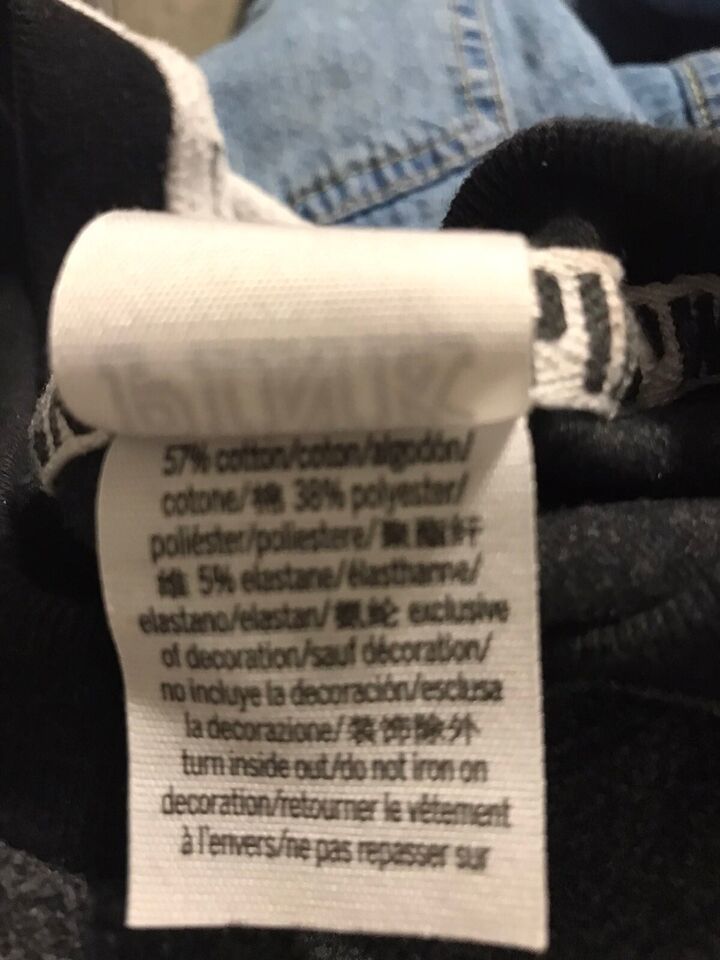 57% cotton/coton/algodón/
cotone/棉 38% polyester/
poliéster/poliestere/聚酯纤
维 5% elastane/élasthanne/
elastano/elastan/氨纶 exclusive
of decoration/sauf décoration/
no incluye la decoración/esclusa
la decorazione/装饰除外
turn inside out/do not iron on
decoration/retourner le vêtement
à l'envers/ne pas repasser sur